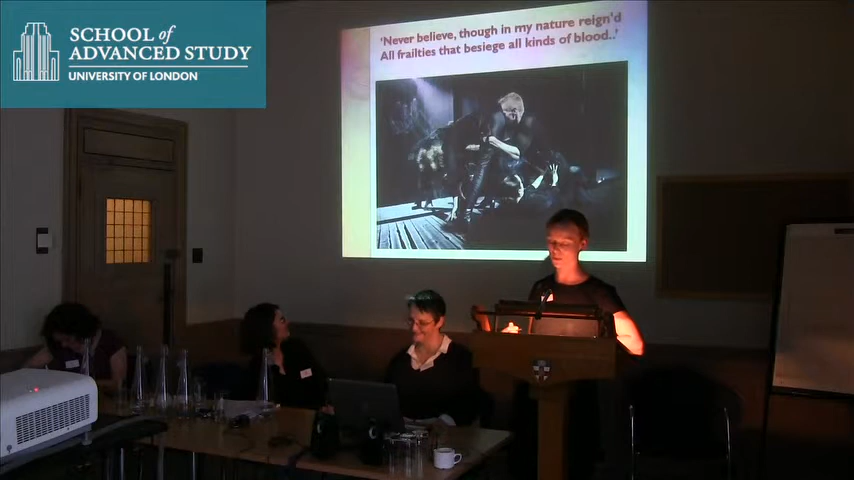 SCHOOL of
ADVANCED STUDY
UNIVERSITY OF LONDON
'Never believe, though in my nature reign'd
All frailties that besiege all kinds of blood..'